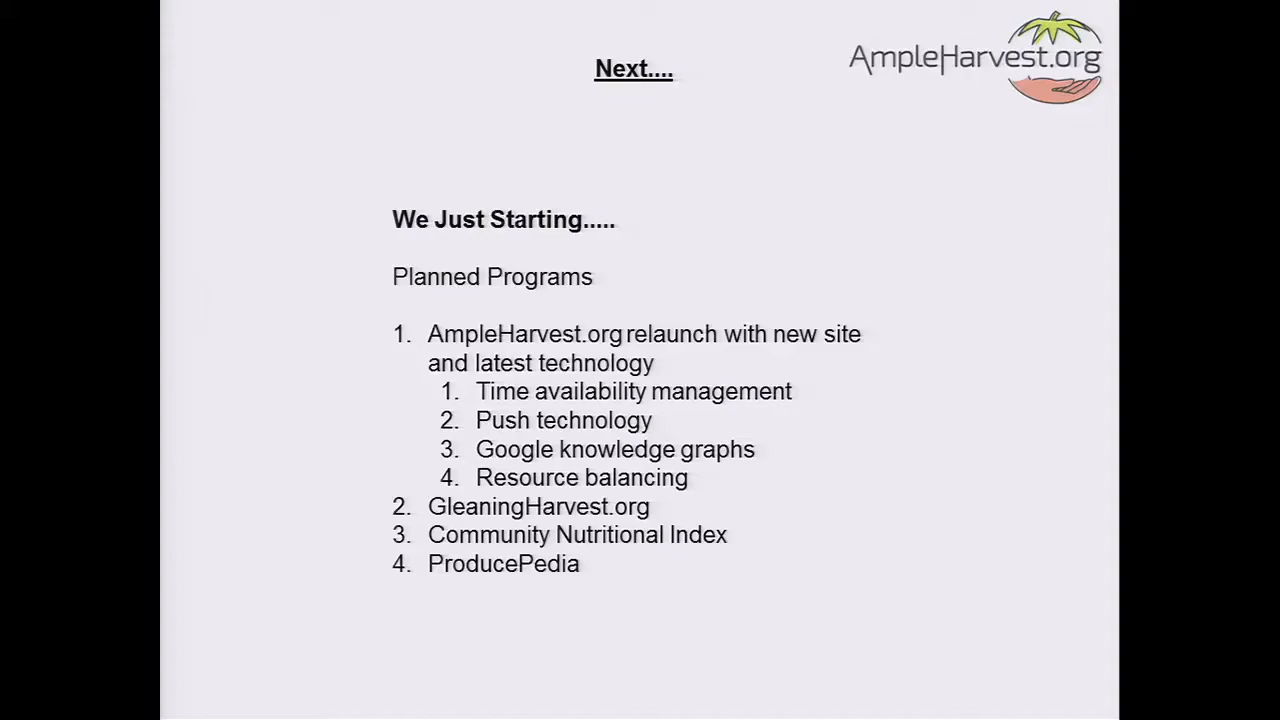 AmpleHarvest.org
Next....
We Just Starting.....
Planned Programs
1. AmpleHarvest.org relaunch with new site
and latest technology
1. Time availability management
2. Push technology
3. Google knowledge graphs
4. Resource balancing
2. GleaningHarvest.org
3. Community Nutritional Index
4. ProducePedia